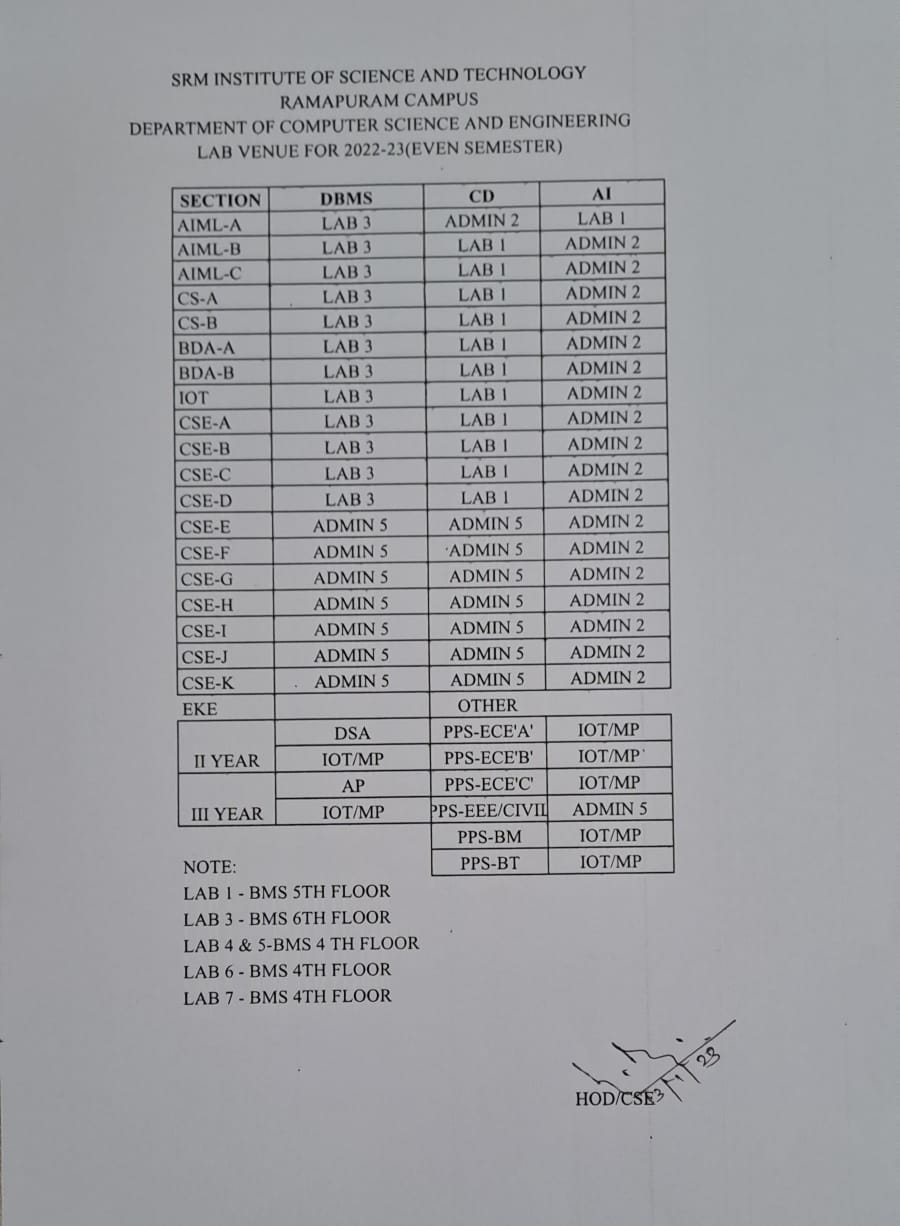 SRM INSTITUTE OF SCIENCE AND TECHNOLOGY
RAMAPURAM CAMPUS
DEPARTMENT OF COMPUTER SCIENCE AND ENGINEERING
LAB VENUE FOR 2022-23(EVEN SEMESTER)
SECTION DBMS CD AI
AIML-A LAB 3 ADMIN 2 LAB 1
AIML-B LAB 3 LAB 1 ADMIN 2
AIML-C LAB 3 LAB 1 ADMIN 2
CS-A LAB 3 LAB 1 ADMIN 2
CS-B LAB 3 LAB 1 ADMIN 2
BDA-A LAB 3 LAB 1 ADMIN 2
BDA-B LAB 3 LAB 1 ADMIN 2
IOT LAB 3 LAB 1 ADMIN 2
CSE-A LAB 3 LAB 1 ADMIN 2
CSE-B LAB 3 LAB 1 ADMIN 2
CSE-C LAB 3 LAB 1 ADMIN 2
CSE-D LAB 3 LAB 1 ADMIN 2
CSE-E ADMIN 5 ADMIN 5 ADMIN 2
CSE-F ADMIN 5 ADMIN 5 ADMIN 2
CSE-G ADMIN 5 ADMIN 5 ADMIN 2
CSE-H ADMIN 5 ADMIN 5 ADMIN 2
CSE-I ADMIN 5 ADMIN 5 ADMIN 2
CSE-J ADMIN 5 ADMIN 5 ADMIN 2
CSE-K ADMIN 5 ADMIN 5 ADMIN 2
EKE OTHER
DSA PPS-ECE'A' IOT/MP
II YEAR IOT/MP PPS-ECE'B' IOT/MP
AP PPS-ECE'C' IOT/MP
III YEAR IOT/MP PPS-EEE/CIVIL ADMIN 5
PPS-BM IOT/MP
PPS-BT IOT/MP
NOTE:
LAB 1 - BMS 5TH FLOOR
LAB 3 - BMS 6TH FLOOR
LAB 4 & 5-BMS 4 TH FLOOR
LAB 6 - BMS 4TH FLOOR
LAB 7 - BMS 4TH FLOOR
HOD/CSE
3/1/23